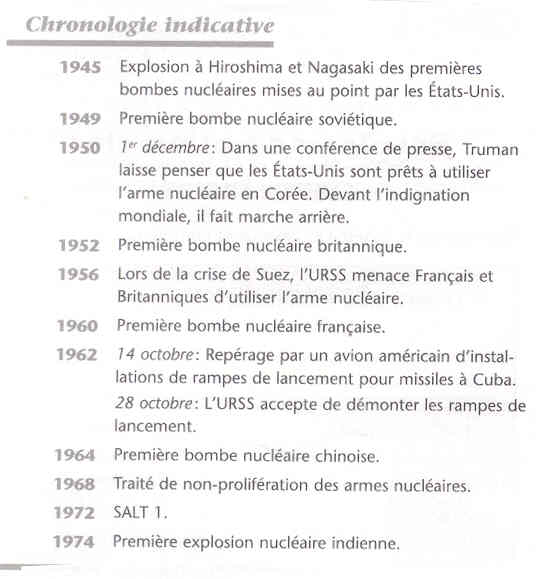 Chronologie indicative
1945 Explosion à Hiroshima et Nagasaki des premières
bombes nucléaires mises au point par les États-Unis.
1949 Première bombe nucléaire soviétique.
1950 1er décembre: Dans une conférence de presse, Truman
laisse penser que les États-Unis sont prêts à utiliser
l'arme nucléaire en Corée. Devant l'indignation
mondiale, il fait marche arrière.
1952 Première bombe nucléaire britannique.
1956 Lors de la crise de Suez, l'URSS menace Français et
Britanniques d'utiliser l'arme nucléaire.
1960 Première bombe nucléaire française.
1962 14 octobre: Repérage par un avion américain d'instal-
lations de rampes de lancement pour missiles à Cuba.
28 octobre: L'URSS accepte de démonter les rampes de
lancement.
1964 Première bombe nucléaire chinoise.
1968 Traité de non-prolifération des armes nucléaires.
1972 SALT 1.
1974 Première explosion nucléaire indienne.